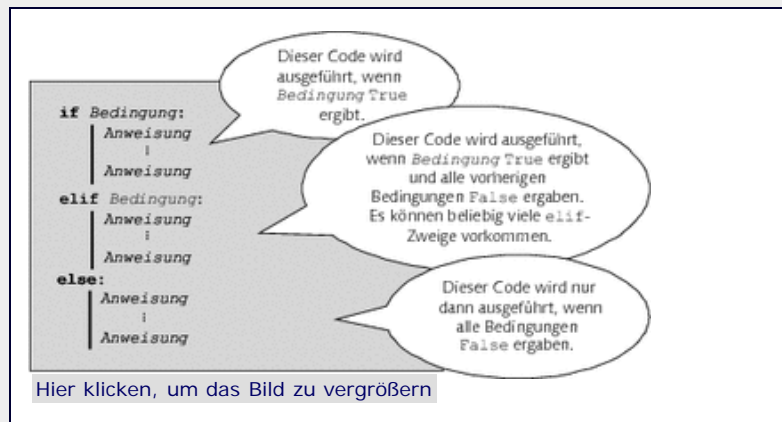 Dieser Code wird
ausgeführt, wenn
Bedingung True
ergibt.
if Bedingung:
Anweisung
⋮
Anweisung
elif Bedingung:
Anweisung
⋮
Anweisung
else:
Anweisung
⋮
Anweisung
Dieser Code wird ausgeführt,
wenn Bedingung True ergibt
und alle vorherigen
Bedingungen False ergaben.
Es können beliebig viele elif-
Zweige vorkommen.
Dieser Code wird nur
dann ausgeführt, wenn
alle Bedingungen
False ergaben.
Hier klicken, um das Bild zu vergrößern